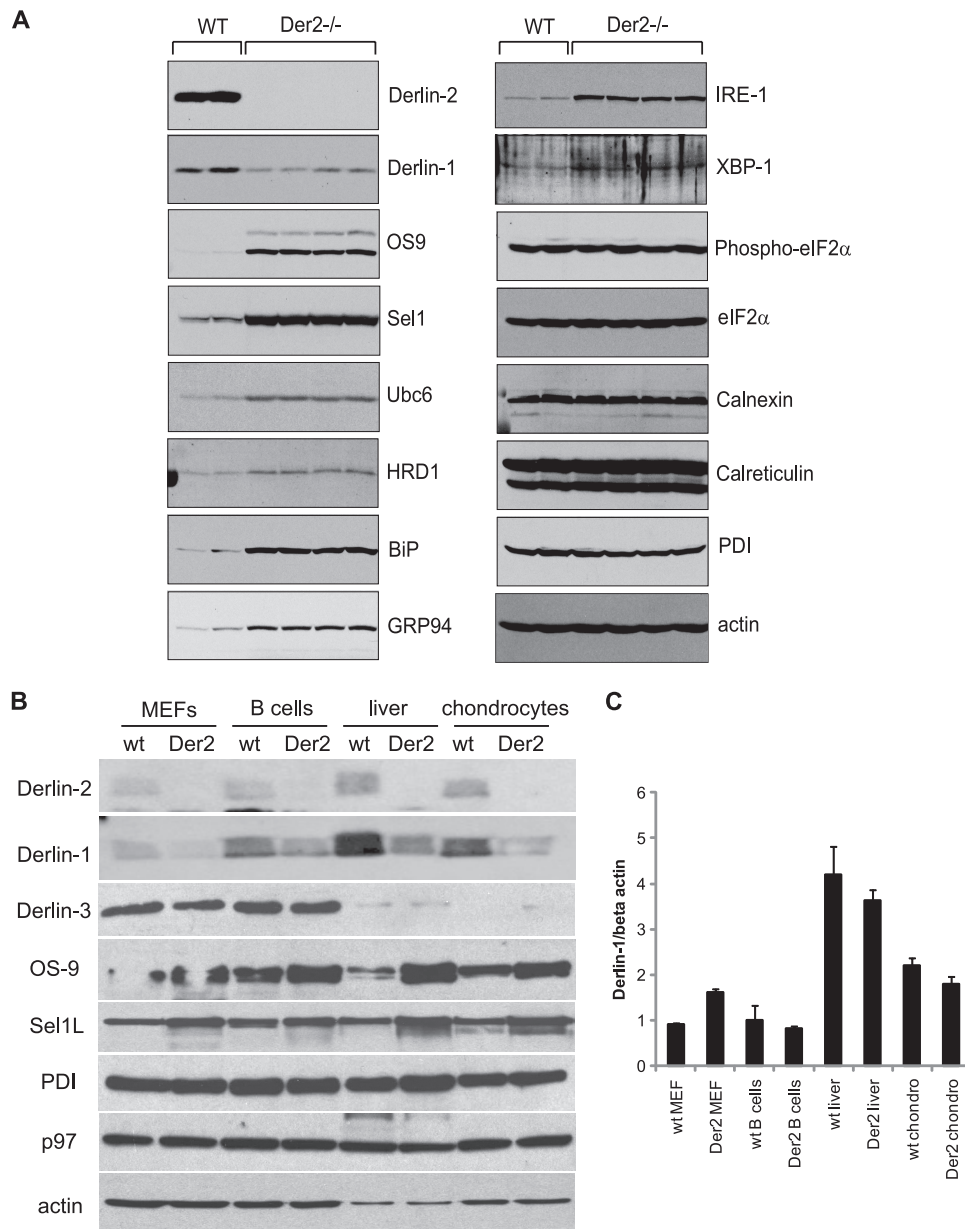 A
WT Der2-/-
Derlin-2
Derlin-1
OS9
Sel1
Ubc6
HRD1
BiP
GRP94
WT Der2-/-
IRE-1
XBP-1
Phospho-eIF2α
eIF2α
Calnexin
Calreticulin
PDI
actin
B
MEFs B cells liver chondrocytes
wt Der2 wt Der2 wt Der2 wt Der2
Derlin-2
Derlin-1
Derlin-3
OS-9
Sel1L
PDI
p97
actin
C
Derlin-1/beta actin
6
5
4
3
2
1
0
wt MEF
Der2 MEF
wt B cells
Der2 B cells
wt liver
Der2 liver
wt chondro
Der2 chondro